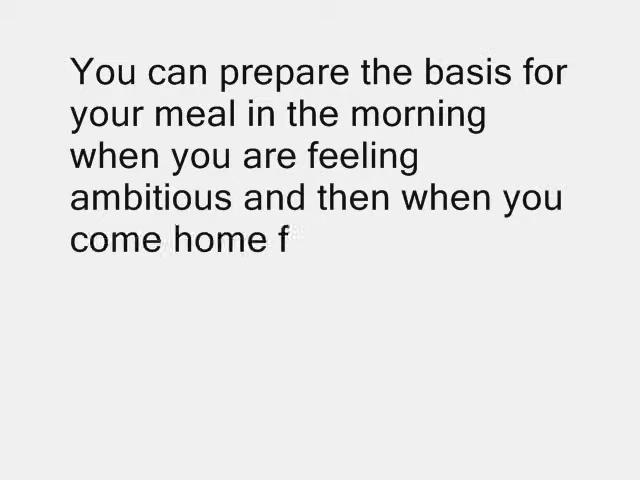 You can prepare the basis for
your meal in the morning
when you are feeling
ambitious and then when you
come home f